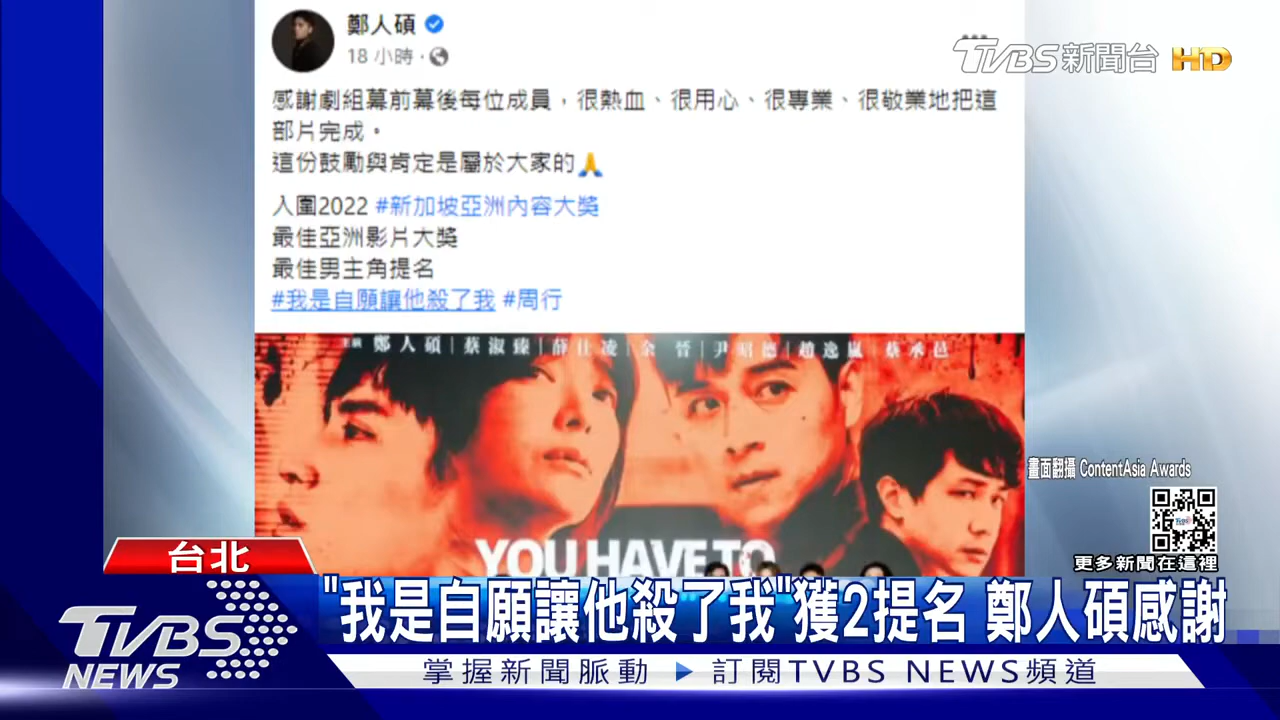 鄭人碩
18 小時
TVBS新聞台 HD
感謝劇組幕前幕後每位成員，很熱血、很用心、很專業、很敬業地把這
部片完成。
這份鼓勵與肯定是屬於大家的🙏
入圍2022 #新加坡亞洲內容大獎
最佳亞洲影片大獎
最佳男主角提名
#我是自願讓他殺了我 #周行
主演 鄭人碩|蔡淑臻|薛仕凌|余晉|尹昭德|趙逸嵐|蔡承邑
畫面翻攝 ContentAsia Awards
YOU HAVE TO
更多新聞在這裡
台北
"我是自願讓他殺了我"獲2提名 鄭人碩感謝
TVBS
NEWS
掌握新聞脈動 ▶ 訂閱TVBS NEWS頻道